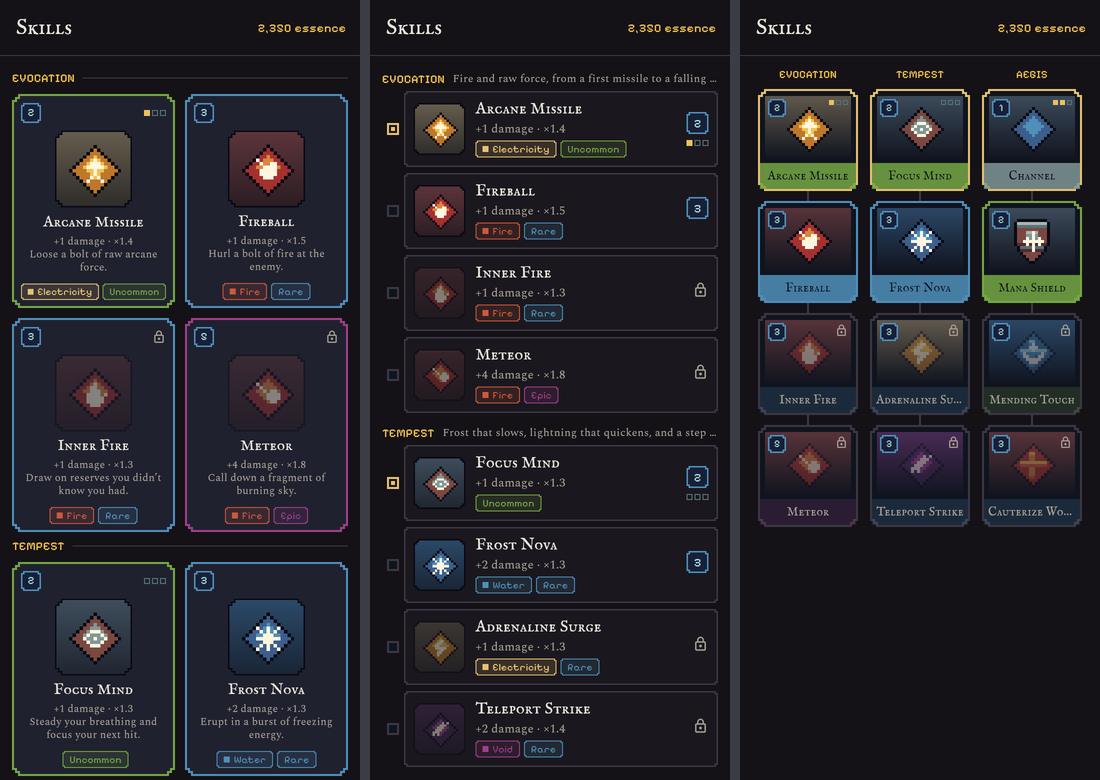 Skills
2,350 essence
EVOCATION
2
Arcane Missile
+1 damage · ×1.4
Loose a bolt of raw arcane
force.
Electricity Uncommon
3
Fireball
+1 damage · ×1.5
Hurl a bolt of fire at the
enemy.
Fire Rare
3
Inner Fire
+1 damage · ×1.3
Draw on reserves you didn't
know you had.
Fire Rare
5
Meteor
+4 damage · ×1.8
Call down a fragment of
burning sky.
Fire Epic
TEMPEST
2
Focus Mind
+1 damage · ×1.3
Steady your breathing and
focus your next hit.
Uncommon
3
Frost Nova
+2 damage · ×1.3
Erupt in a burst of freezing
energy.
Water Rare
Skills
2,350 essence
EVOCATION Fire and raw force, from a first missile to a falling …
Arcane Missile
+1 damage · ×1.4
Electricity Uncommon
2
Fireball
+1 damage · ×1.5
Fire Rare
3
Inner Fire
+1 damage · ×1.3
Fire Rare
Meteor
+4 damage · ×1.8
Fire Epic
TEMPEST Frost that slows, lightning that quickens, and a step …
Focus Mind
+1 damage · ×1.3
Uncommon
2
Frost Nova
+2 damage · ×1.3
Water Rare
3
Adrenaline Surge
+1 damage · ×1.3
Electricity Rare
Teleport Strike
+2 damage · ×1.4
Void Rare
Skills
2,350 essence
EVOCATION TEMPEST AEGIS
2 2 1
Arcane Missile Focus Mind Channel
3 3 2
Fireball Frost Nova Mana Shield
3 3 2
Inner Fire Adrenaline Su… Mending Touch
5 3 3
Meteor Teleport Strike Cauterize Wo…